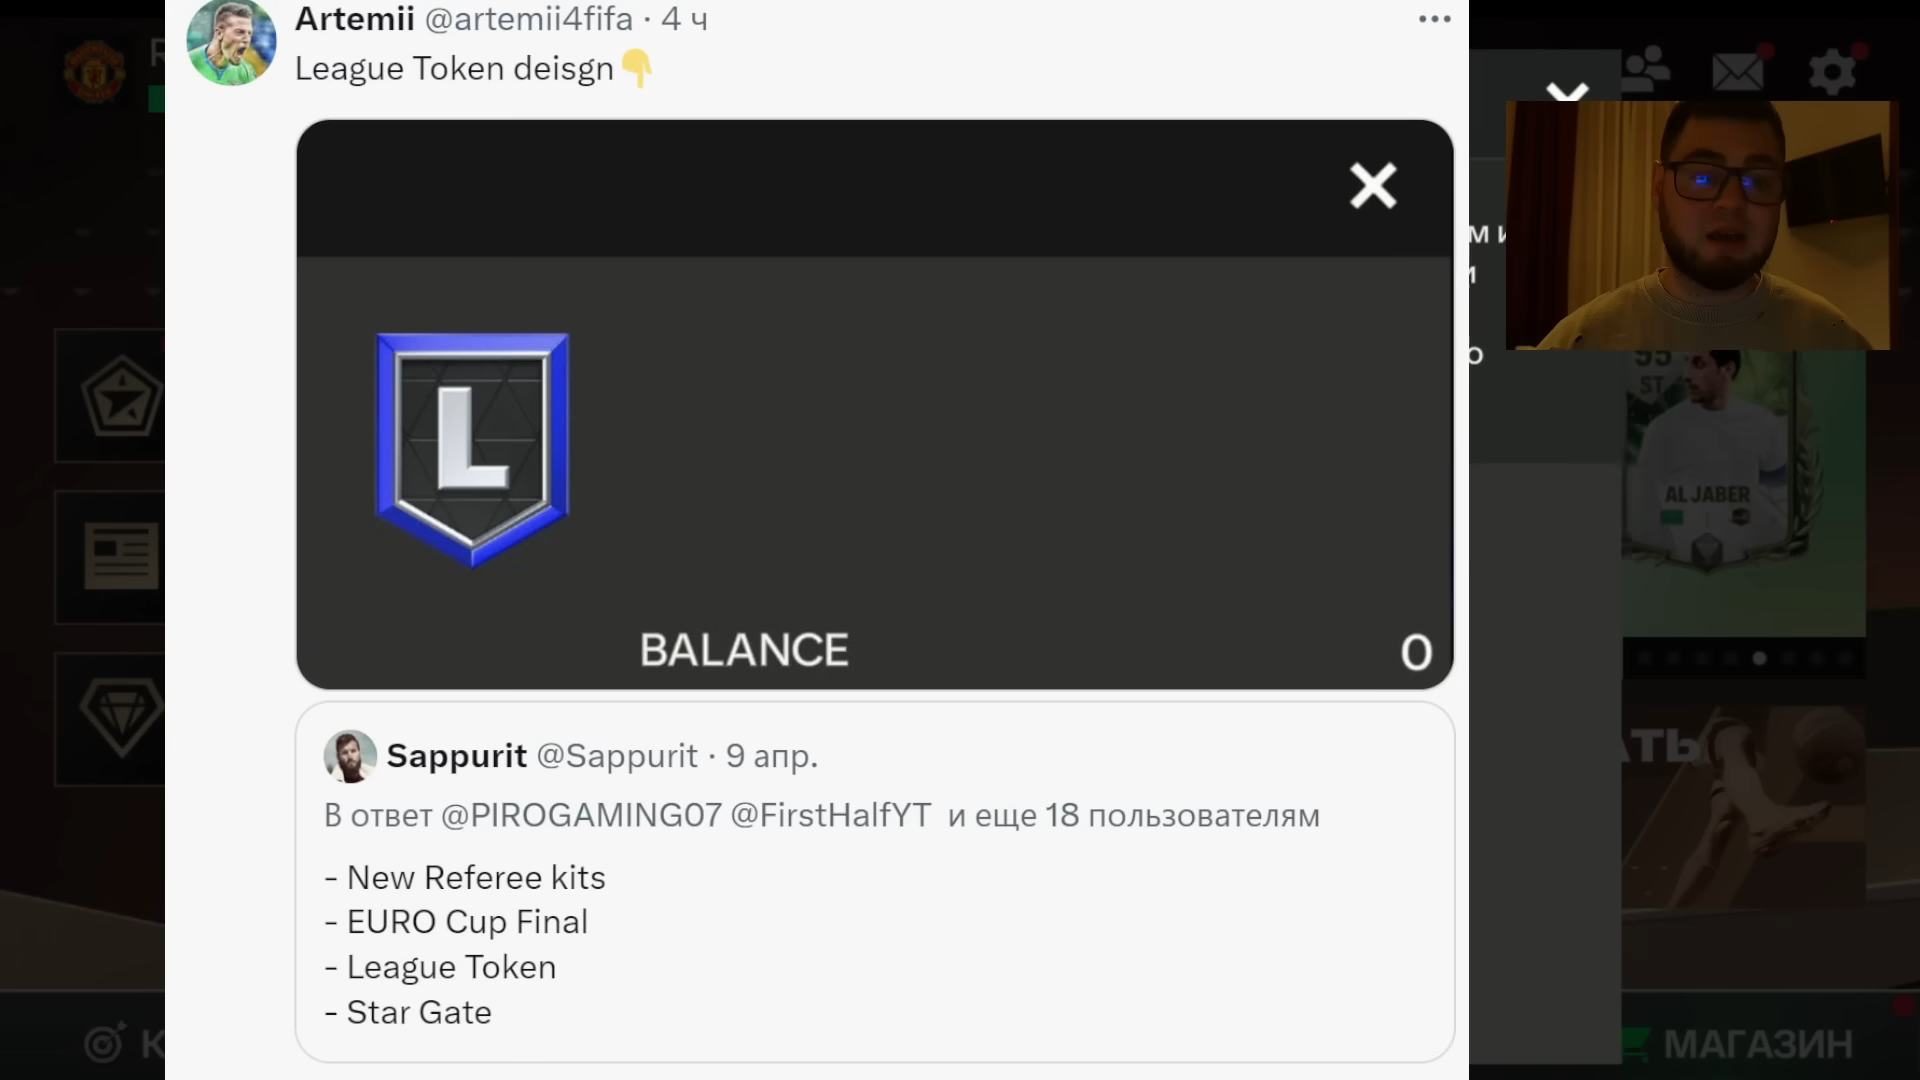 Artemii @artemii4fifa · 4 ч
League Token deisgn👇
L
BALANCE 0
Sappurit @Sappurit · 9 апр.
В ответ @PIROGAMING07 @FirstHalfYT и еще 18 пользователям
- New Referee kits
- EURO Cup Final
- League Token
- Star Gate
ST
AL JABER
МАГАЗИН